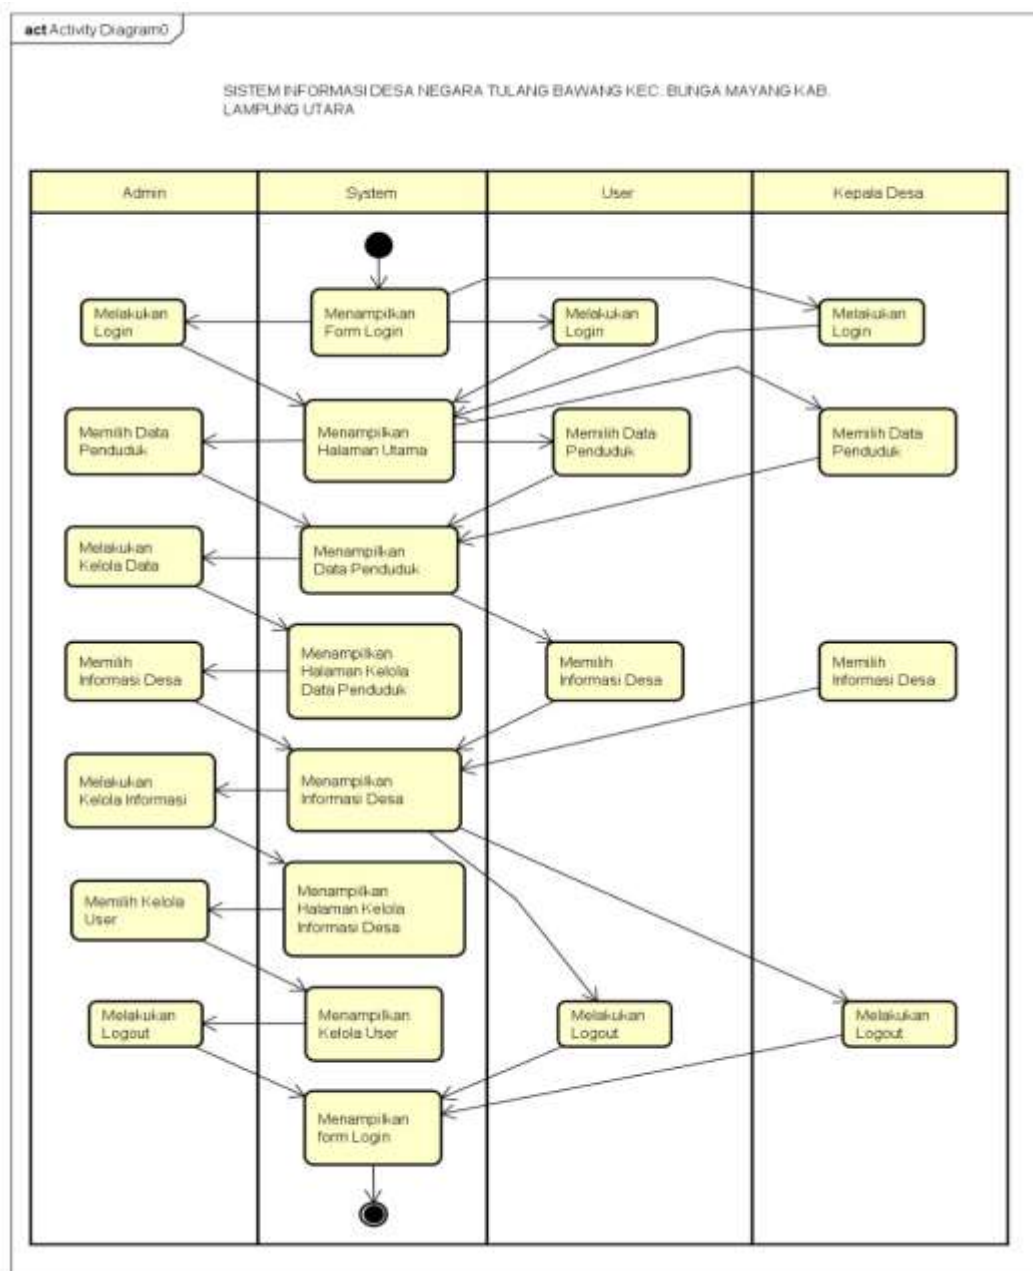 act Activity Diagram0
SISTEM INFORMASI DESA NEGARA TULANG BAWANG KEC. BUNGA MAYANG KAB.
LAMPUNG UTARA
Admin
System
User
Kepala Desa
Melakukan
Login
Menampilkan
Form Login
Melakukan
Login
Melakukan
Login
Memilih Data
Penduduk
Menampilkan
Halaman Utama
Memilih Data
Penduduk
Memilih Data
Penduduk
Melakukan
Kelola Data
Menampilkan
Data Penduduk
Memilih
Informasi Desa
Menampilkan
Halaman Kelola
Data Penduduk
Memilih
Informasi Desa
Memilih
Informasi Desa
Melakukan
Kelola Informasi
Menampilkan
Informasi Desa
Memilih Kelola
User
Menampilkan
Halaman Kelola
Informasi Desa
Melakukan
Logout
Menampilkan
Kelola User
Melakukan
Logout
Melakukan
Logout
Menampilkan
form Login